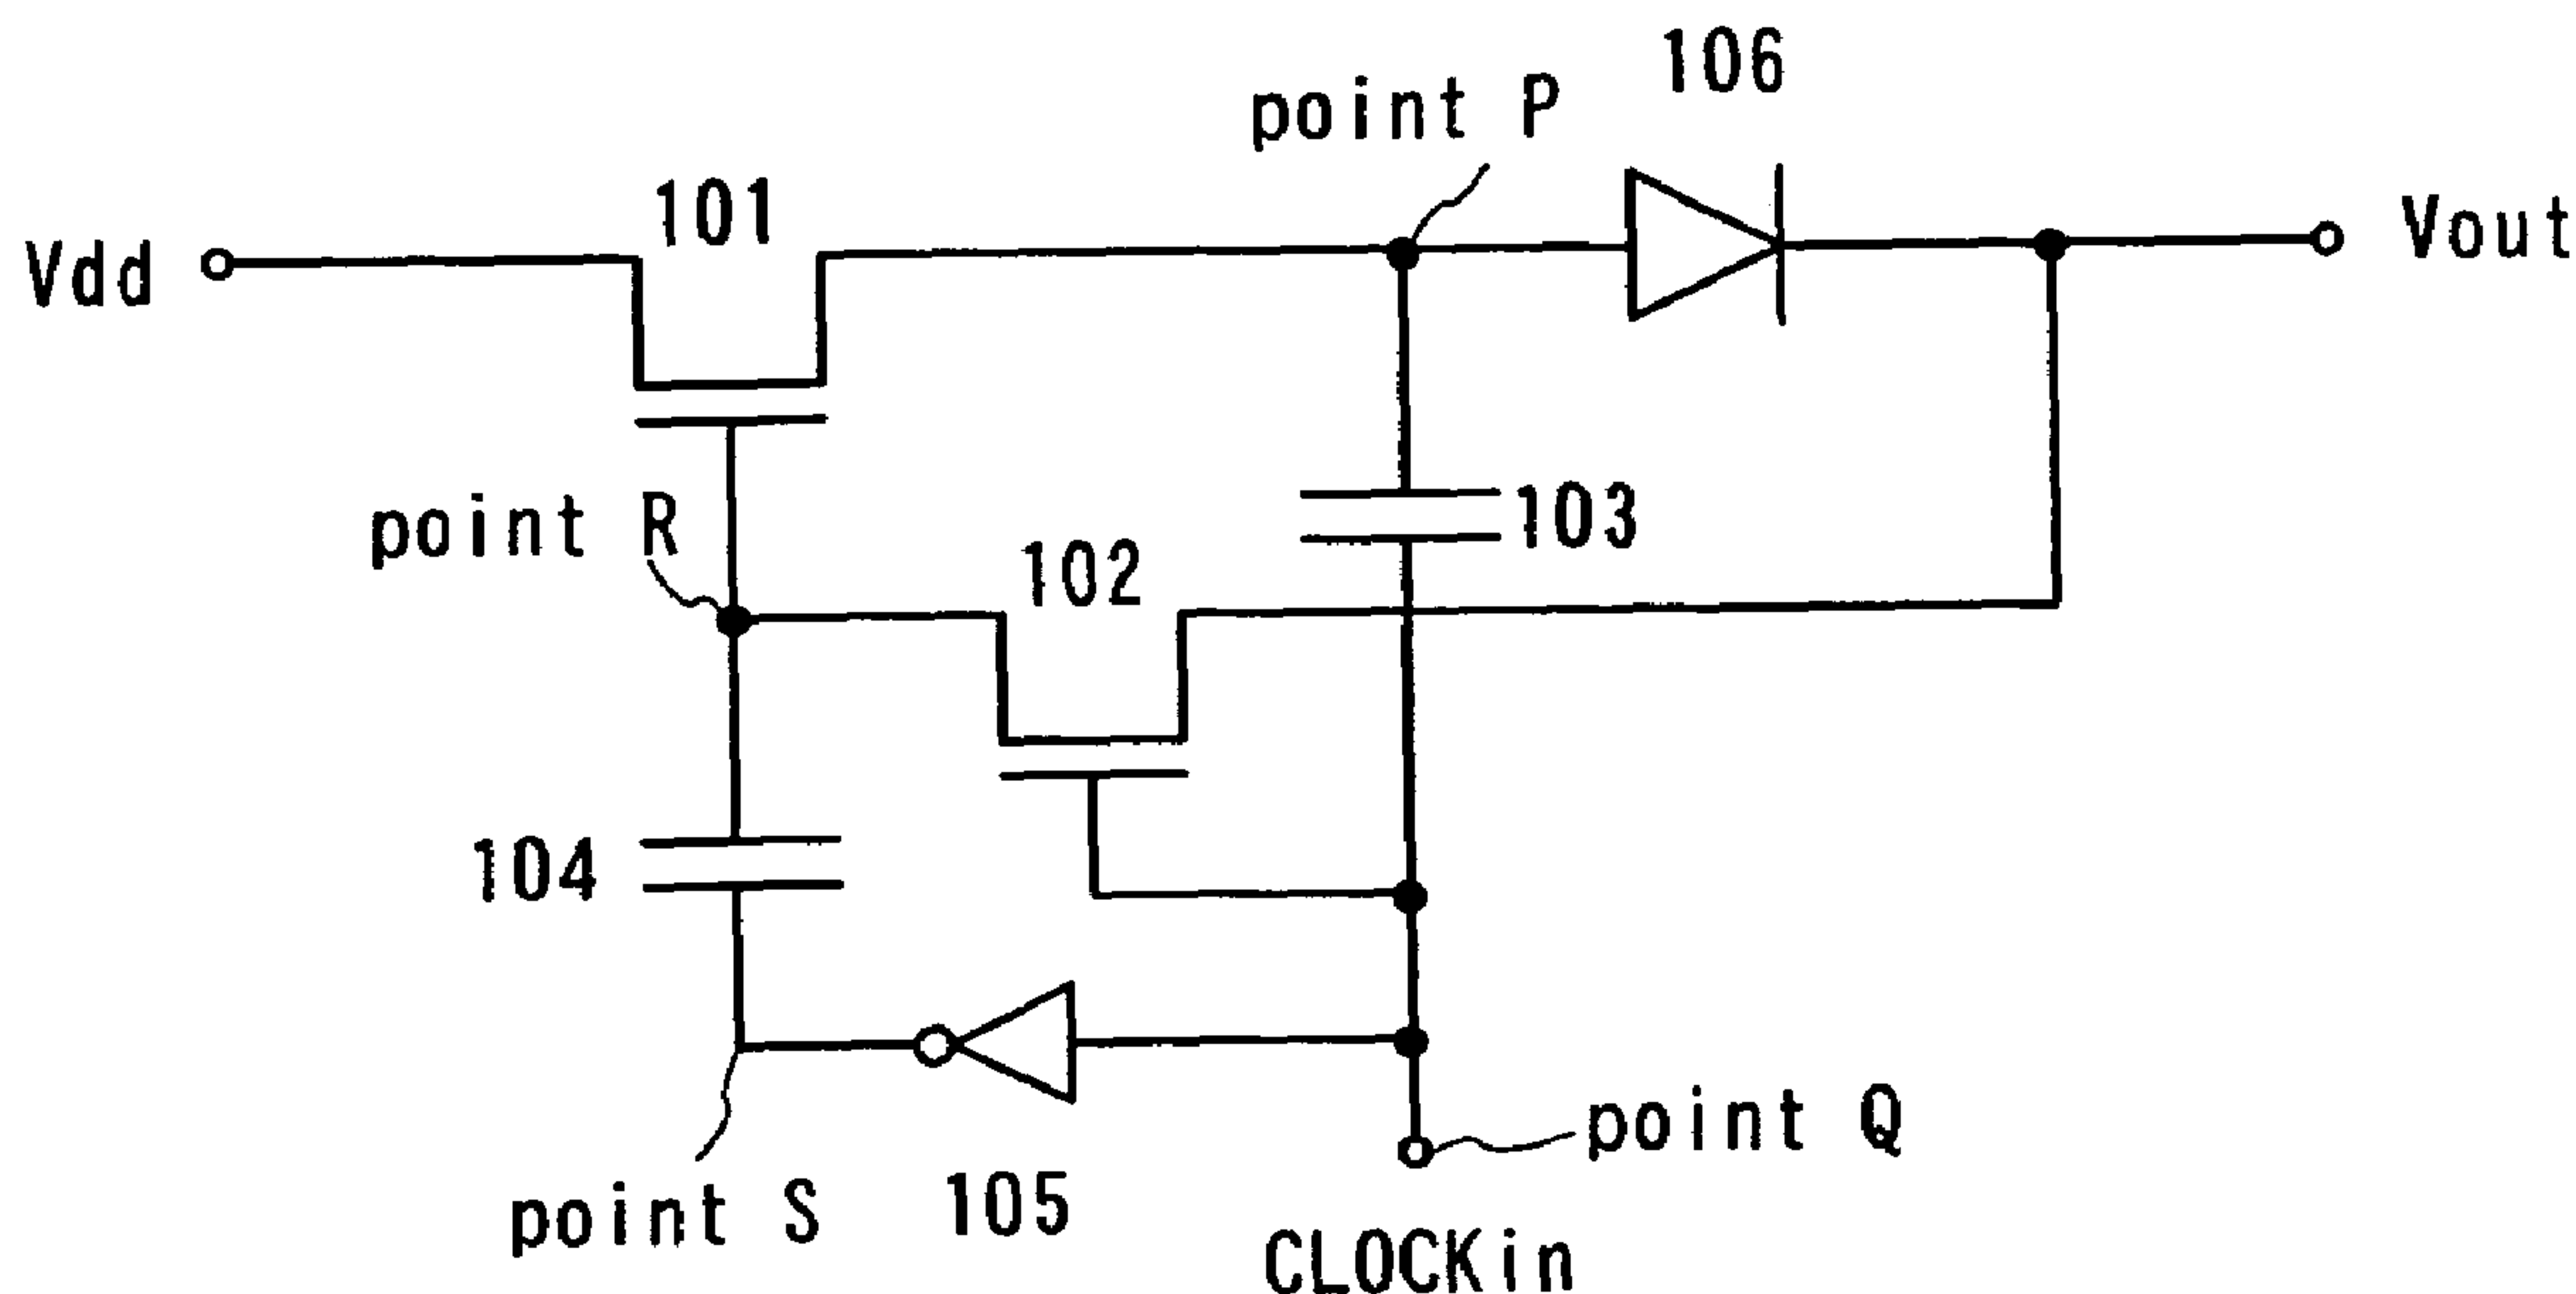 106
point P
101
Vdd
Vout
point R
103
102
104
point Q
point S
105
CLOCKin